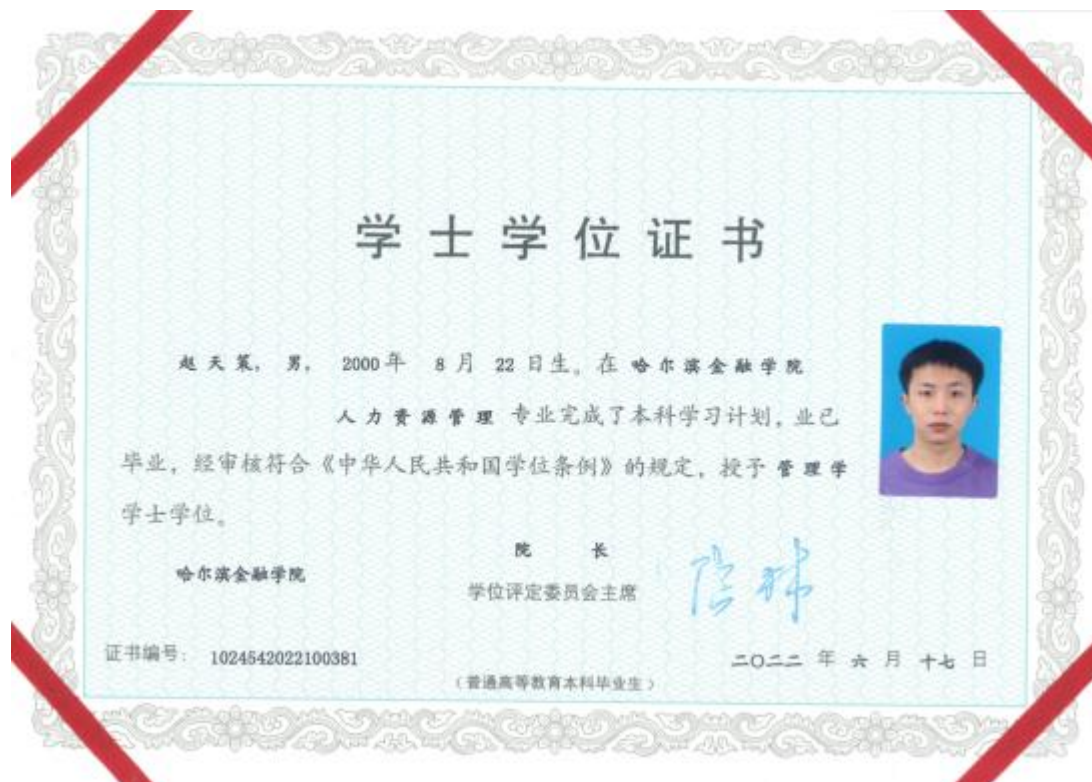 学士学位证书
赵天策，男，2000年 8月 22日生。在 哈尔滨金融学院
人力资源管理 专业完成了本科学习计划，业已
毕业，经审核符合《中华人民共和国学位条例》的规定，授予 管理学
学士学位。
院 长
哈尔滨金融学院
学位评定委员会主席
证书编号： 1024542022100381
二〇二二 年 六 月 十七 日
（普通高等教育本科毕业生）